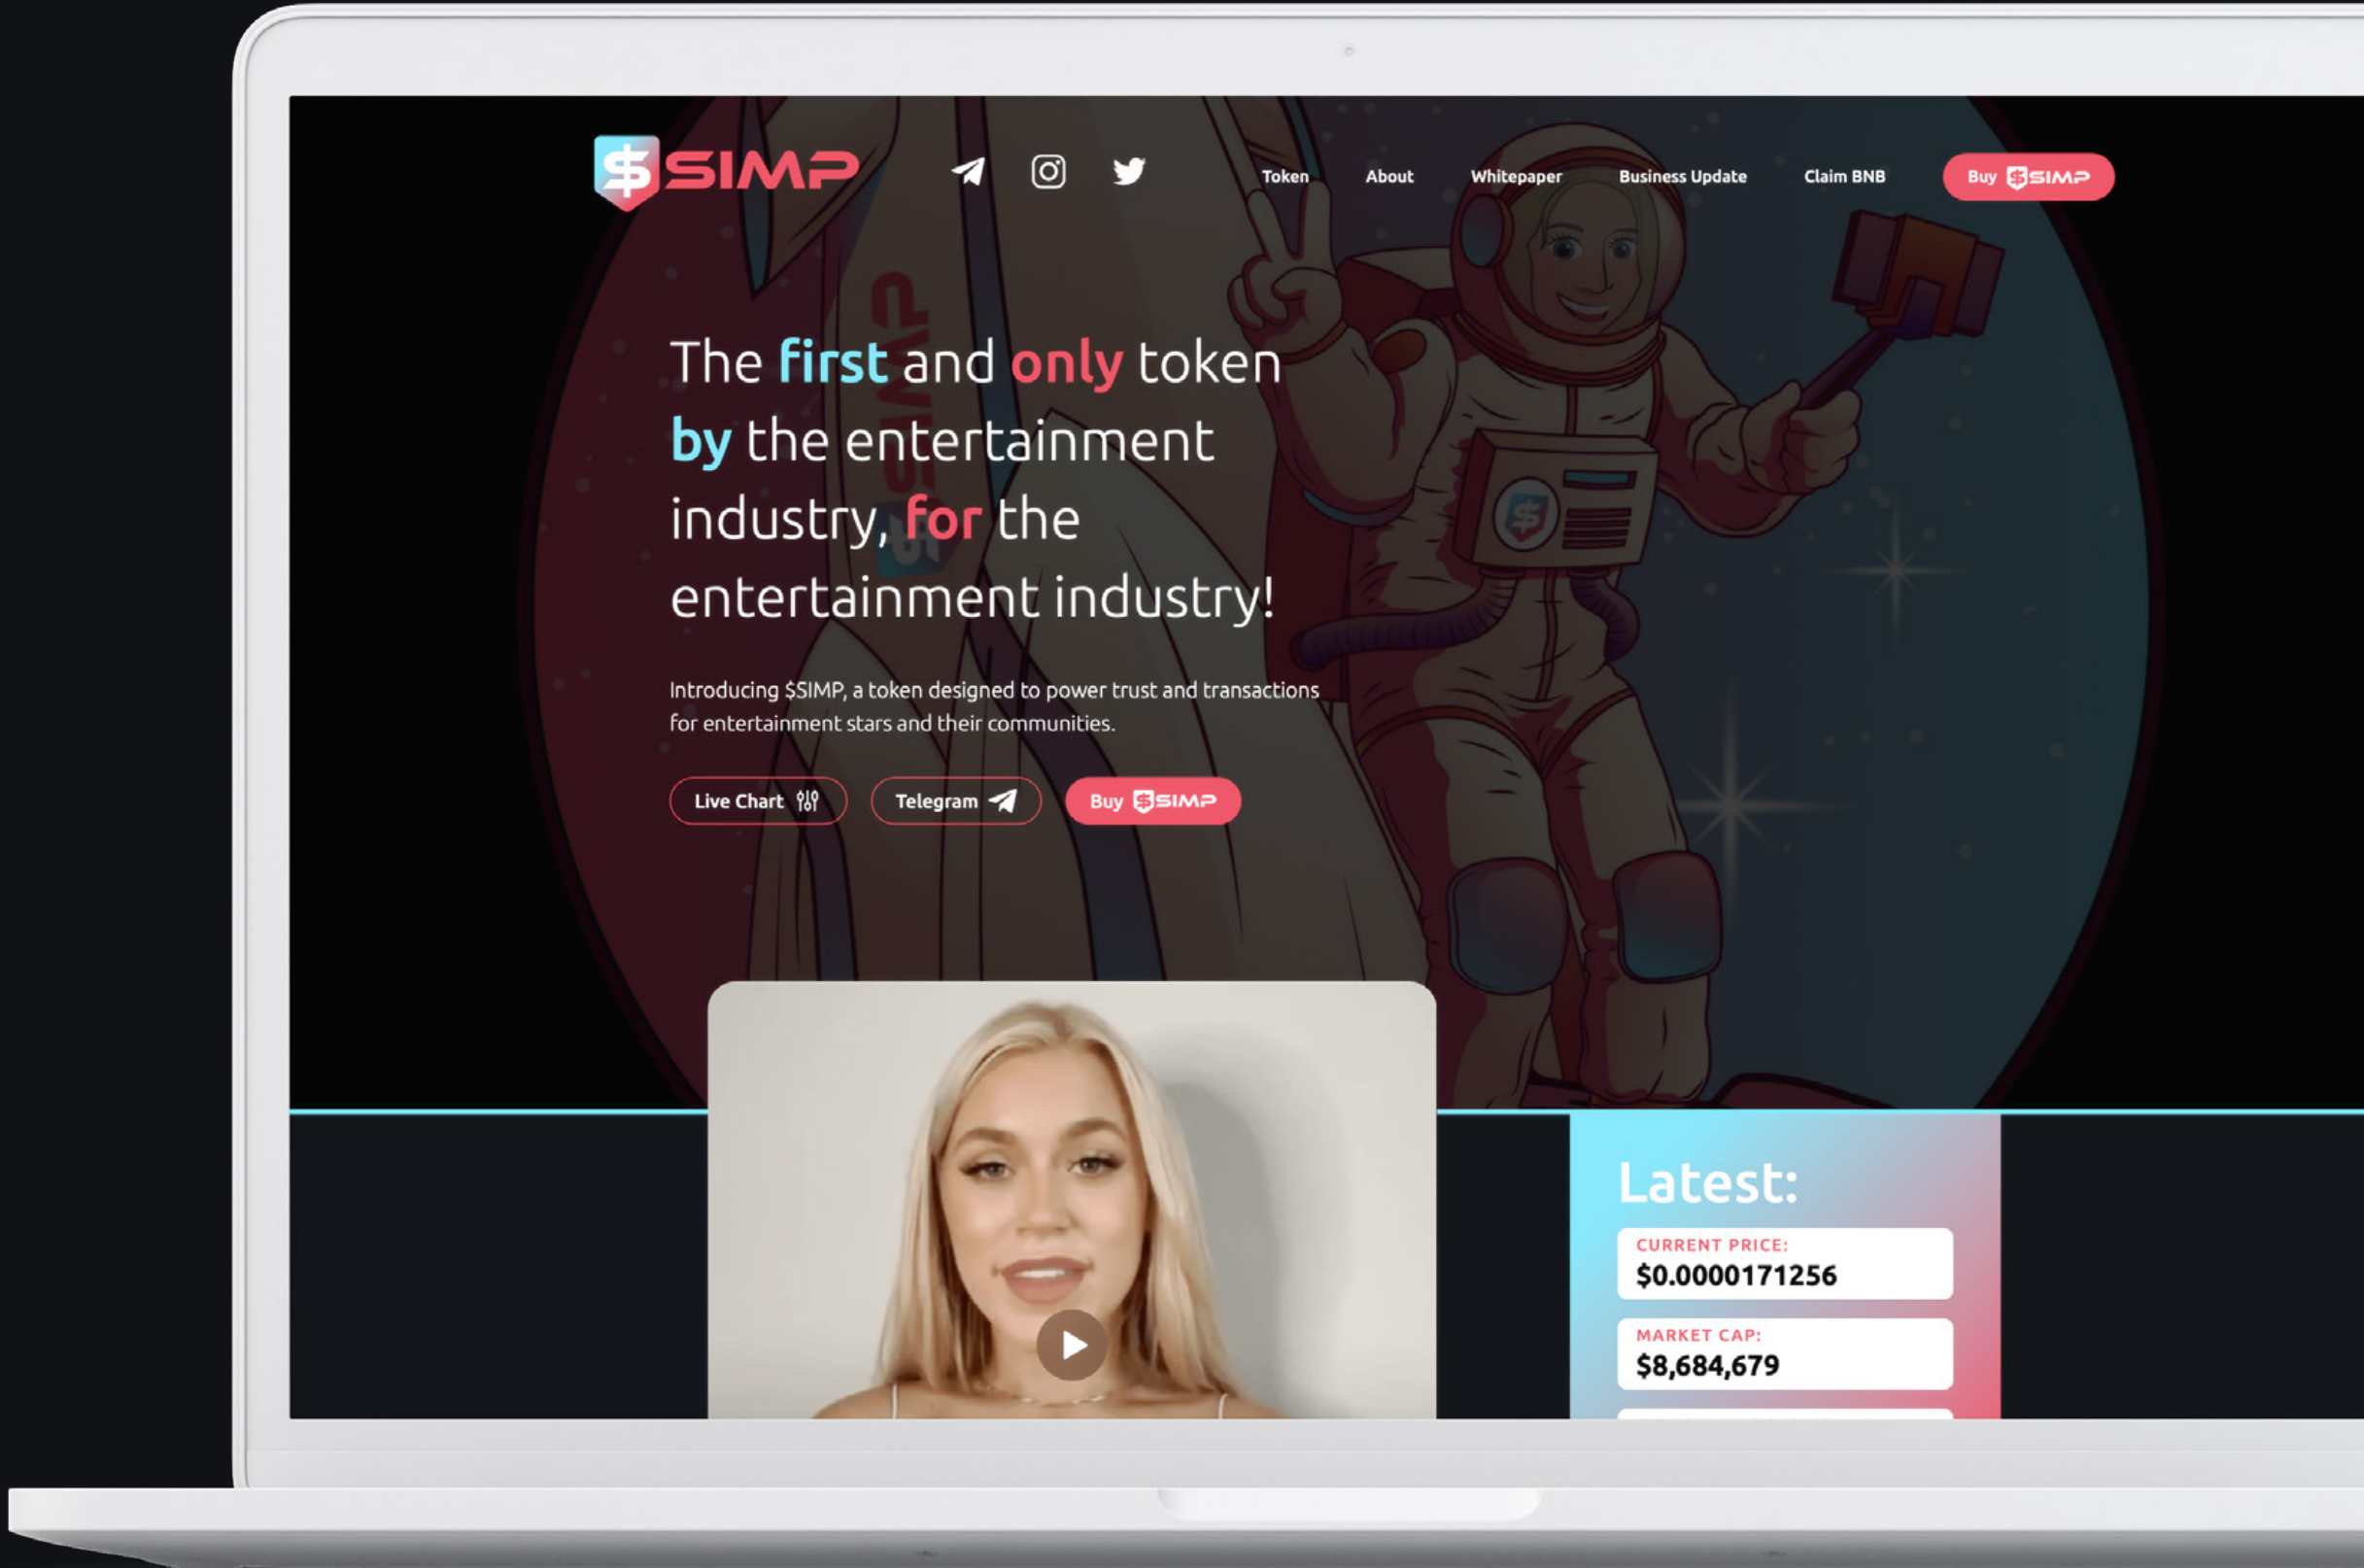 $SIMP
Token
About
Whitepaper
Business Update
Claim BNB
Buy $SIMP
SIMP
$
The first and only token
by the entertainment
industry, for the
entertainment industry!
$
Introducing $SIMP, a token designed to power trust and transactions
for entertainment stars and their communities.
Live Chart
Telegram
Buy $SIMP
Latest:
CURRENT PRICE:
$0.0000171256
MARKET CAP:
$8,684,679